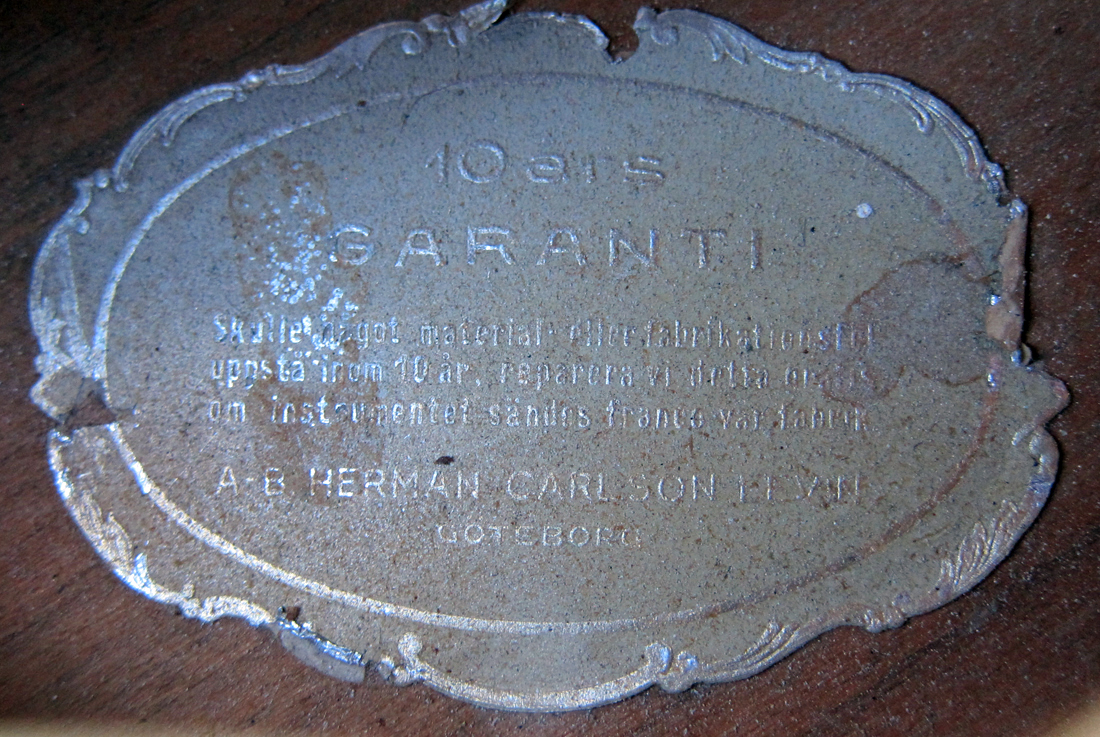 10 års
GARANTI
Skulle något material- eller fabrikationsfel
uppstå inom 10 år, reparera vi detta
om instrumentet sändes franco vår fabrik.
A-B HERMAN CARLSON LEVIN
GÖTEBORG